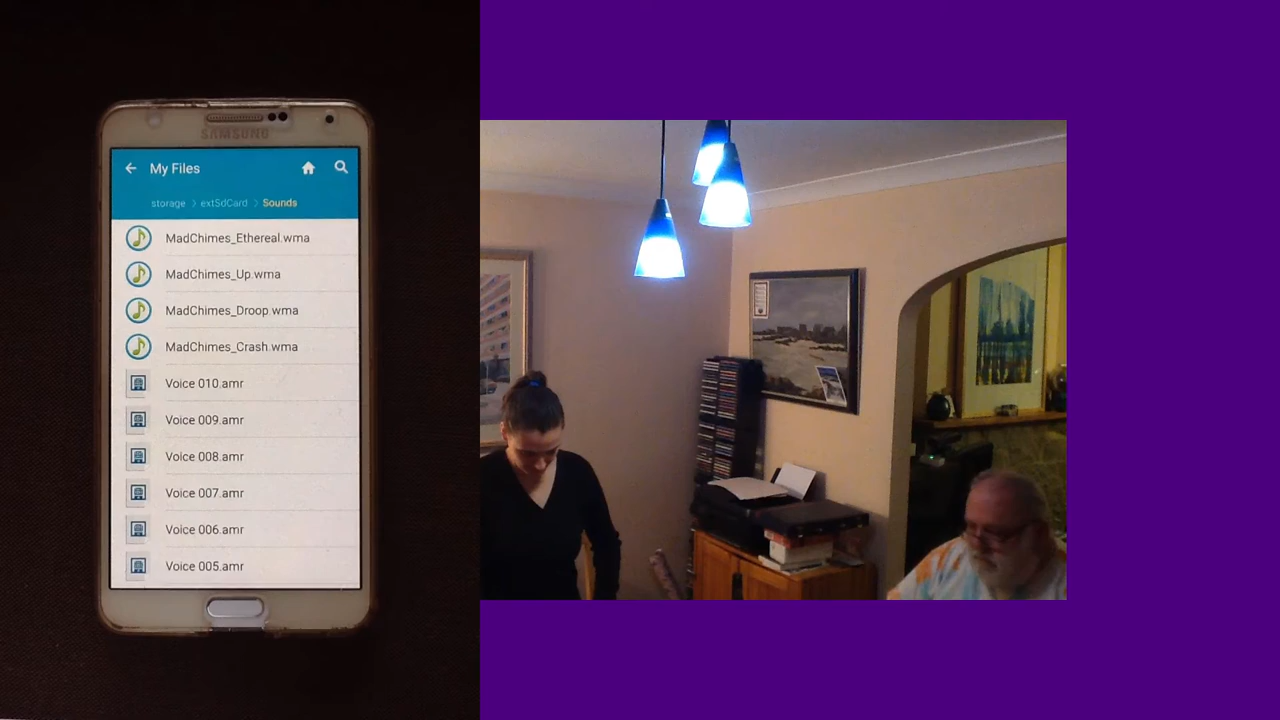 SAMSUNG
My Files
storage > extSdCard > Sounds
MadChimes_Ethereal.wma
MadChimes_Up.wma
MadChimes_Droop.wma
MadChimes_Crash.wma
Voice 010.amr
Voice 009.amr
Voice 008.amr
Voice 007.amr
Voice 006.amr
Voice 005.amr